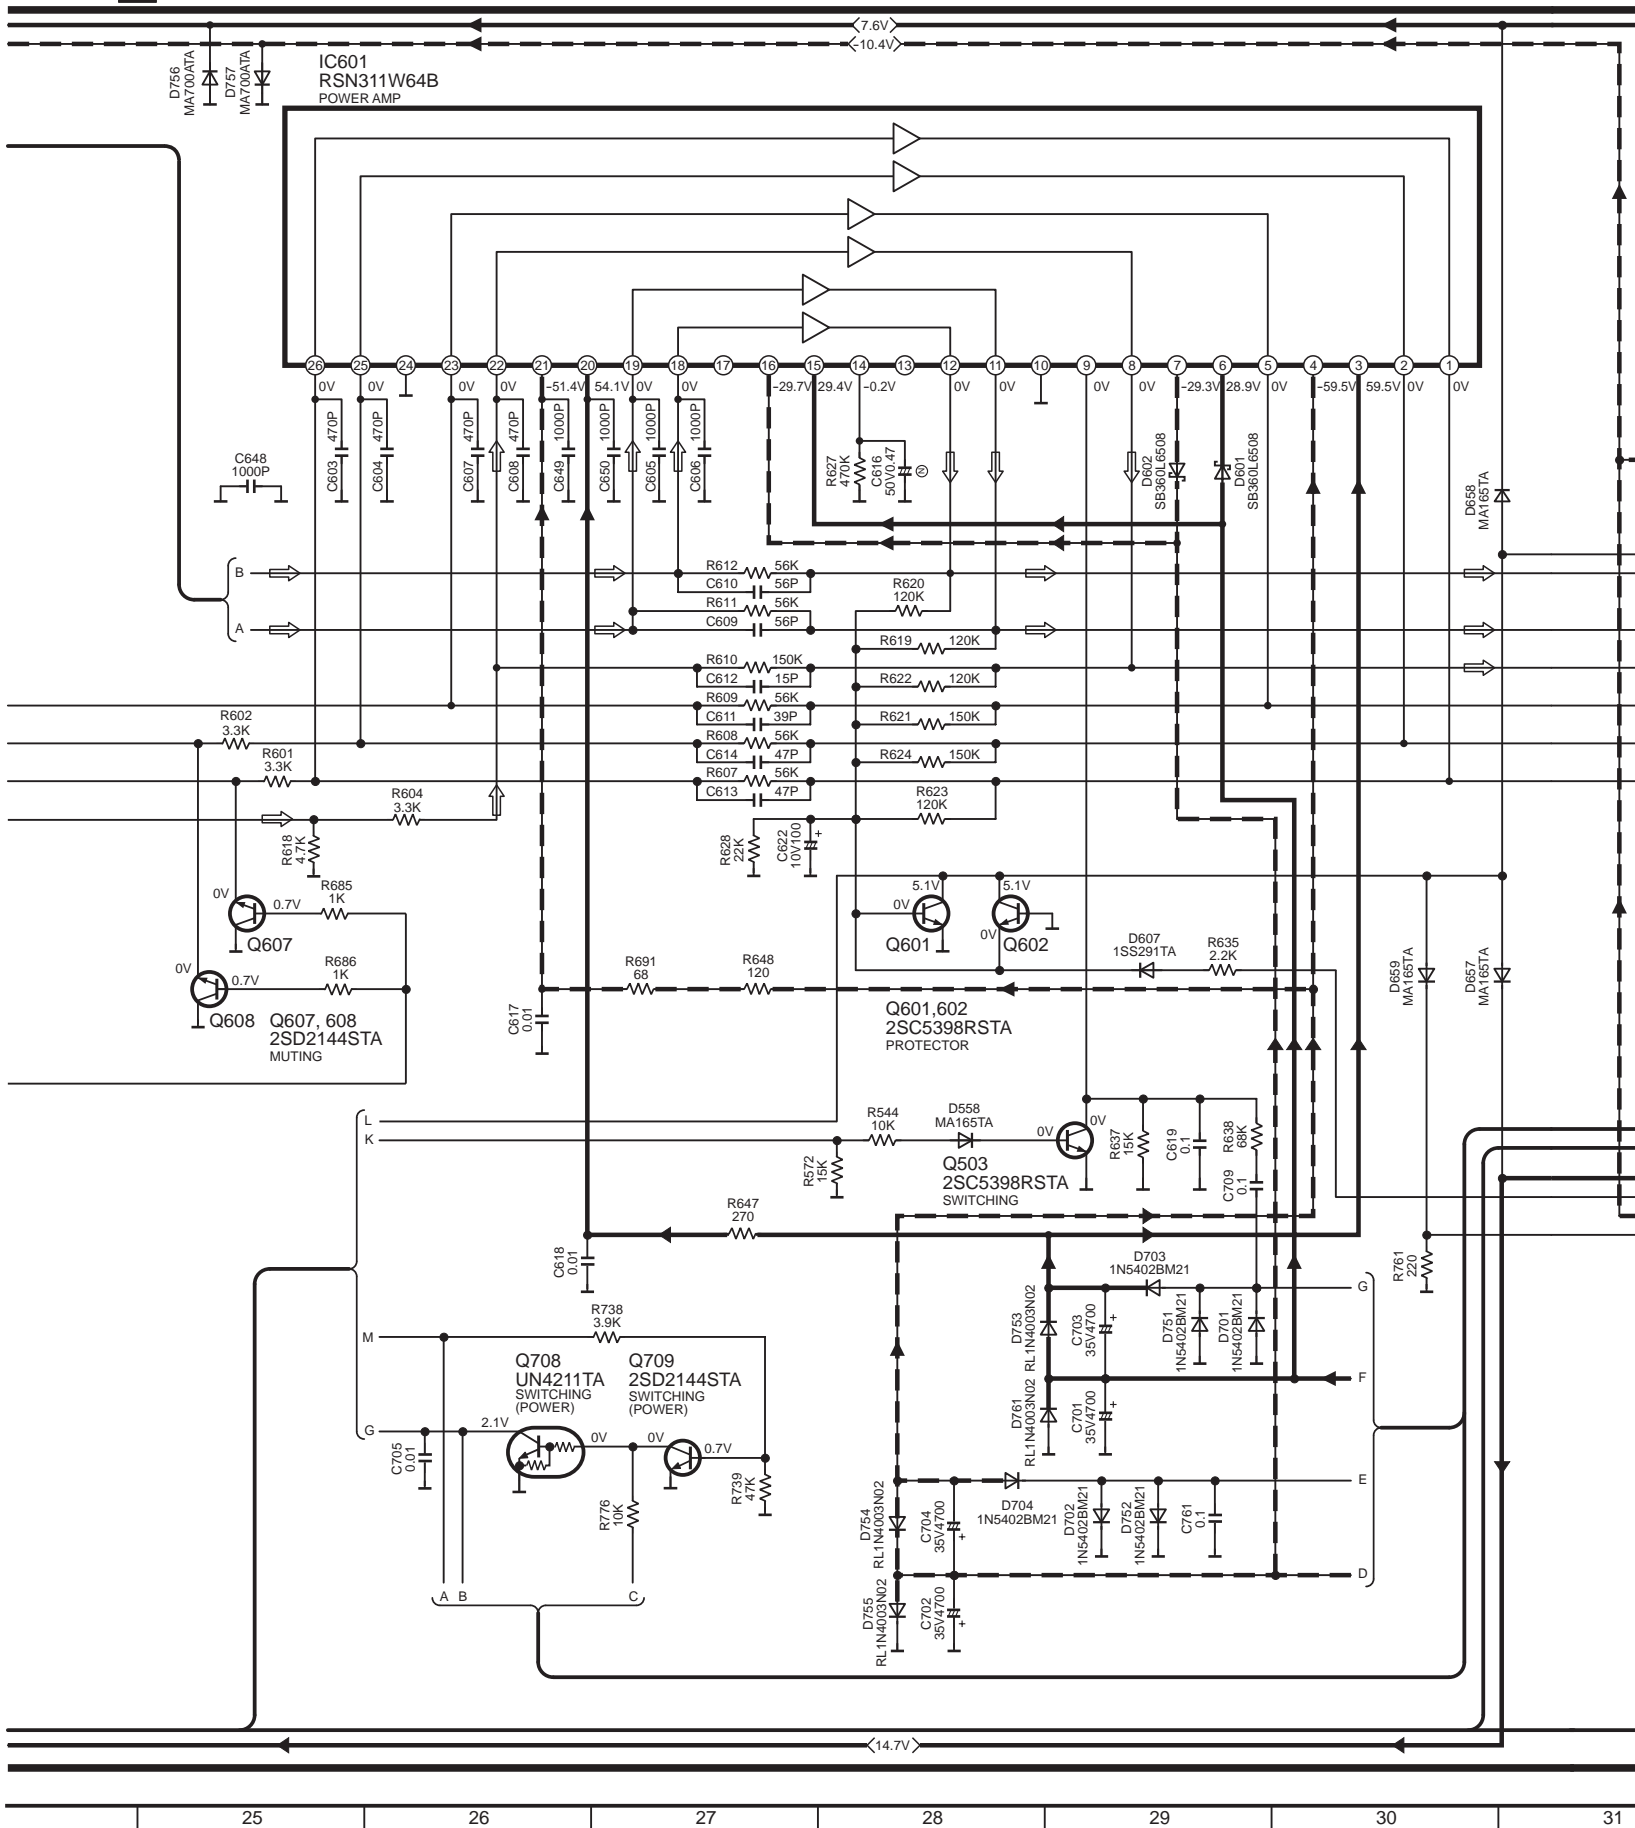 7.6V
-10.4V
D756
MA700ATA
D757
MA700ATA
IC601
RSN311W64B
POWER AMP
26 25 24 23 22 21 20 19 18 17 16 15 14 13 12 11 10 9 8 7 6 5 4 3 2 1
0V 0V 0V 0V -51.4V 54.1V 0V 0V -29.7V 29.4V -0.2V 0V 0V 0V 0V -29.3V 28.9V 0V -59.5V 59.5V 0V 0V
C603 470P
C604 470P
C607 470P
C608 470P
C649 1000P
C650 1000P
C605 1000P
C606 1000P
R627
470K
C616
50V0.47
N
D602
SB360L6508
D601
SB360L6508
C648
1000P
D658
MA165TA
B
A
R612 56K
C610 56P
R611 56K
C609 56P
R610 150K
C612 15P
R609 56K
C611 39P
R608 56K
C614 47P
R607 56K
C613 47P
R620
120K
R619 120K
R622 120K
R621 150K
R624 150K
R623
120K
R602
3.3K
R601
3.3K
R604
3.3K
R618
4.7K
R628
22K
C622
10V100
+
0V
0.7V
R685
1K
Q607
0V
0.7V
R686
1K
Q608
Q607, 608
2SD2144STA
MUTING
5.1V
0V
Q601
5.1V
0V
Q602
D607
1SS291TA
R635
2.2K
R691
68
R648
120
C617
0.01
Q601,602
2SC5398RSTA
PROTECTOR
D659
MA165TA
D657
MA165TA
L
K
R544
10K
D558
MA165TA
R572
15K
0V
0V
Q503
2SC5398RSTA
SWITCHING
R637
15K
C619
0.1
R638
68K
C709
0.1
R647
270
C618
0.01
D703
1N5402BM21
R761
220
G
D753
RL1N4003N02
C703
35V4700
+
D751
1N5402BM21
D701
1N5402BM21
F
D761
RL1N4003N02
C701
35V4700
+
M
R738
3.9K
Q708
UN4211TA
SWITCHING
(POWER)
Q709
2SD2144STA
SWITCHING
(POWER)
G
2.1V
0V
0V
0.7V
C705
0.01
R776
10K
R739
47K
E
D704
1N5402BM21
D754
RL1N4003N02
C704
35V4700
+
D702
1N5402BM21
D752
1N5402BM21
C761
0.1
D
D755
RL1N4003N02
C702
35V4700
+
A B
C
14.7V
25 26 27 28 29 30 31